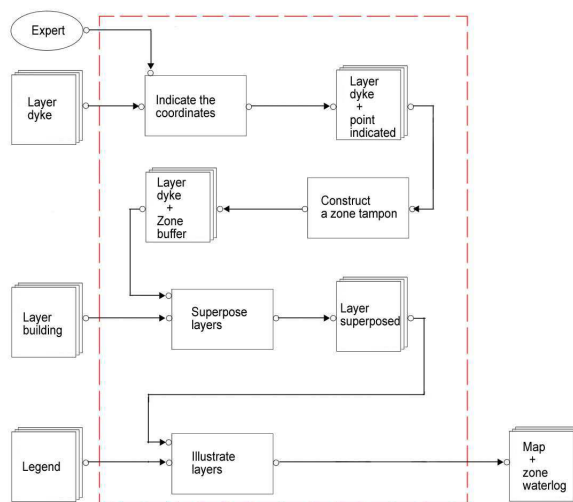 Expert
Layer
dyke
Indicate the
coordinates
Layer
dyke
+
point
indicated
Layer
dyke
+
Zone
buffer
Construct
a zone tampon
Layer
building
Superpose
layers
Layer
superposed
Legend
Illustrate
layers
Map
+
zone
waterlog